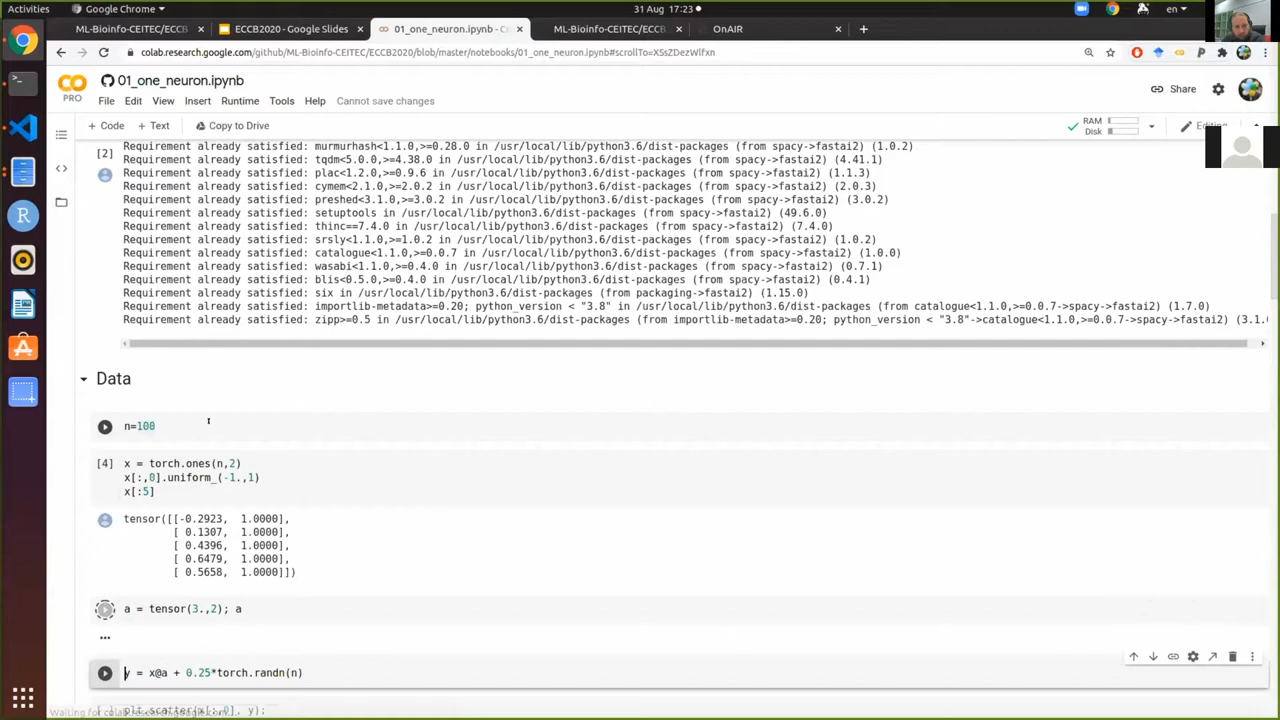 Activities
Google Chrome
31 Aug 17:23
en
ML-Bioinfo-CEITEC/ECCB
ECCB2020 - Google Slides
01_one_neuron.ipynb - C
ML-Bioinfo-CEITEC/ECCB
OnAIR
colab.research.google.com/github/ML-Bioinfo-CEITEC/ECCB2020/blob/master/notebooks/01_one_neuron.ipynb#scrollTo=XSsZDezWlfxn
PRO
01_one_neuron.ipynb
Share
File Edit View Insert Runtime Tools Help Cannot save changes
+ Code + Text Copy to Drive
RAM
Disk
Editing
[2]
Requirement already satisfied: murmurhash<1.1.0,>=0.28.0 in /usr/local/lib/python3.6/dist-packages (from spacy->fastai2) (1.0.2)
Requirement already satisfied: tqdm<5.0.0,>=4.38.0 in /usr/local/lib/python3.6/dist-packages (from spacy->fastai2) (4.41.1)
Requirement already satisfied: plac<1.2.0,>=0.9.6 in /usr/local/lib/python3.6/dist-packages (from spacy->fastai2) (1.1.3)
Requirement already satisfied: cymem<2.1.0,>=2.0.2 in /usr/local/lib/python3.6/dist-packages (from spacy->fastai2) (2.0.3)
Requirement already satisfied: preshed<3.1.0,>=3.0.2 in /usr/local/lib/python3.6/dist-packages (from spacy->fastai2) (3.0.2)
Requirement already satisfied: setuptools in /usr/local/lib/python3.6/dist-packages (from spacy->fastai2) (49.6.0)
Requirement already satisfied: thinc==7.4.0 in /usr/local/lib/python3.6/dist-packages (from spacy->fastai2) (7.4.0)
Requirement already satisfied: srsly<1.1.0,>=1.0.2 in /usr/local/lib/python3.6/dist-packages (from spacy->fastai2) (1.0.2)
Requirement already satisfied: catalogue<1.1.0,>=0.0.7 in /usr/local/lib/python3.6/dist-packages (from spacy->fastai2) (1.0.0)
Requirement already satisfied: wasabi<1.1.0,>=0.4.0 in /usr/local/lib/python3.6/dist-packages (from spacy->fastai2) (0.7.1)
Requirement already satisfied: blis<0.5.0,>=0.4.0 in /usr/local/lib/python3.6/dist-packages (from spacy->fastai2) (0.4.1)
Requirement already satisfied: six in /usr/local/lib/python3.6/dist-packages (from packaging->fastai2) (1.15.0)
Requirement already satisfied: importlib-metadata>=0.20; python_version < "3.8" in /usr/local/lib/python3.6/dist-packages (from catalogue<1.1.0,>=0.0.7->spacy->fastai2) (1.7.0)
Requirement already satisfied: zipp>=0.5 in /usr/local/lib/python3.6/dist-packages (from importlib-metadata>=0.20; python_version < "3.8"->catalogue<1.1.0,>=0.0.7->spacy->fastai2) (3.1.
Data
n=100
[4]
x = torch.ones(n,2)
x[:,0].uniform_(-1.,1)
x[:5]
tensor([[-0.2923, 1.0000],
[ 0.1307, 1.0000],
[ 0.4396, 1.0000],
[ 0.6479, 1.0000],
[ 0.5658, 1.0000]])
a = tensor(3.,2); a
y = x@a + 0.25*torch.randn(n)
[ ] plt.scatter(x[:,0], y);
Waiting for colab.research.google.com...